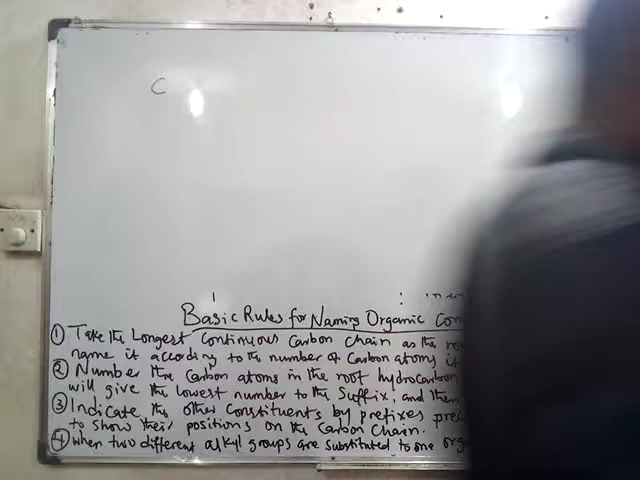 C
Basic Rules for Naming Organic Com
① Take the Longest Continuous Carbon Chain as the
name it acording to the number of Carbon atoms it
② Number the Carbon atoms in the root hydrocarbon
will give the lowest number to the Suffix, and then
③ Indicate the other Constituents by prefixes
to show their positions on the Carbon Chain.
④ when two different alkyl groups are substituted to one